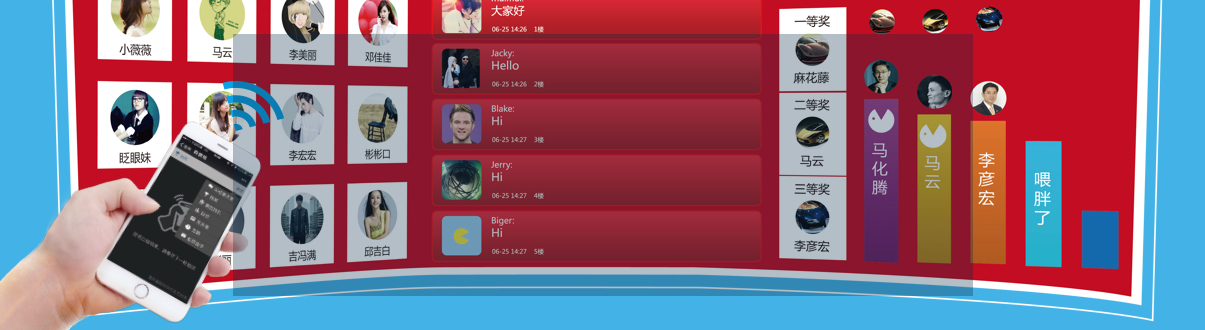 小薇薇
马云
李美丽
邓佳佳
眨眼妹
李宏宏
彬彬口
吉冯满
邱吉白
大家好
06-25 14:26 1楼
Jacky:
Hello
06-25 14:26 2楼
Blake:
Hi
06-25 14:27 3楼
Jerry:
Hi
06-25 14:27 4楼
Biger:
Hi
06-25 14:27 5楼
一等奖
麻花藤
二等奖
马云
三等奖
李彦宏
马化腾
马云
李彦宏
喂胖了